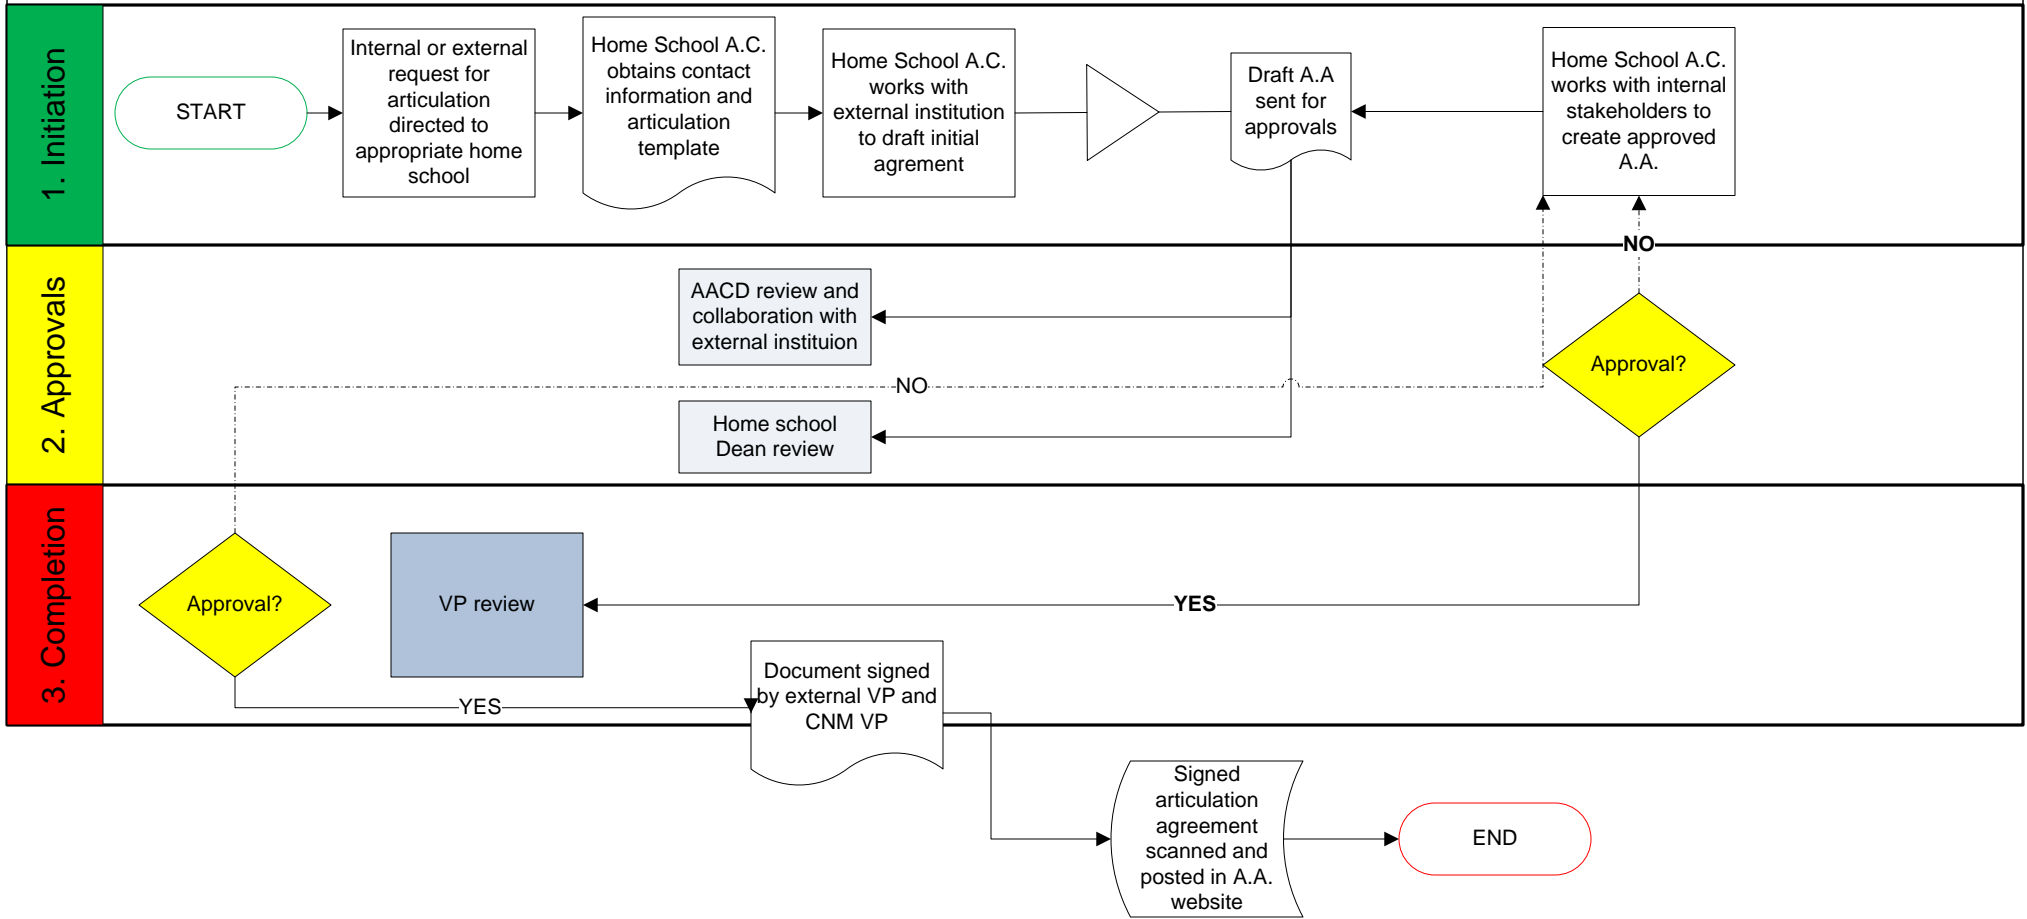 1. Initiation
START
Internal or external
request for
articulation
directed to
appropriate home
school
Home School A.C.
obtains contact
information and
articulation
template
Home School A.C.
works with
external institution
to draft initial
agrement
Draft A.A
sent for
approvals
Home School A.C.
works with internal
stakeholders to
create approved
A.A.
NO
2. Approvals
AACD review and
collaboration with
external instituion
Approval?
NO
Home school
Dean review
3. Completion
Approval?
VP review
YES
YES
Document signed
by external VP and
CNM VP
Signed
articulation
agreement
scanned and
posted in A.A.
website
END